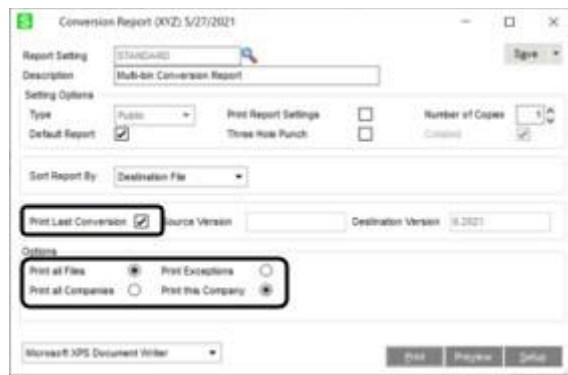 S Conversion Report (XYZ) 5/27/2021
Report Setting STANDARD Save
Description Multi-bin Conversion Report
Setting Options
Type Public Print Report Settings Number of Copies 1
Default Report Three Hole Punch Collated
Sort Report By Destination File
Print Last Conversion Source Version Destination Version 6.2021
Options
Print all Files Print Exceptions
Print all Companies Print this Company
Microsoft XPS Document Writer Print Preview Setup